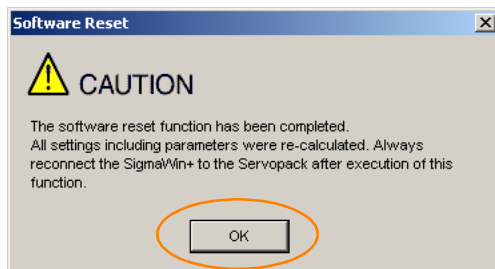 Software Reset
CAUTION
The software reset function has been completed.
All settings including parameters were re-calculated. Always
reconnect the SigmaWin+ to the Servopack after execution of this
function.
OK